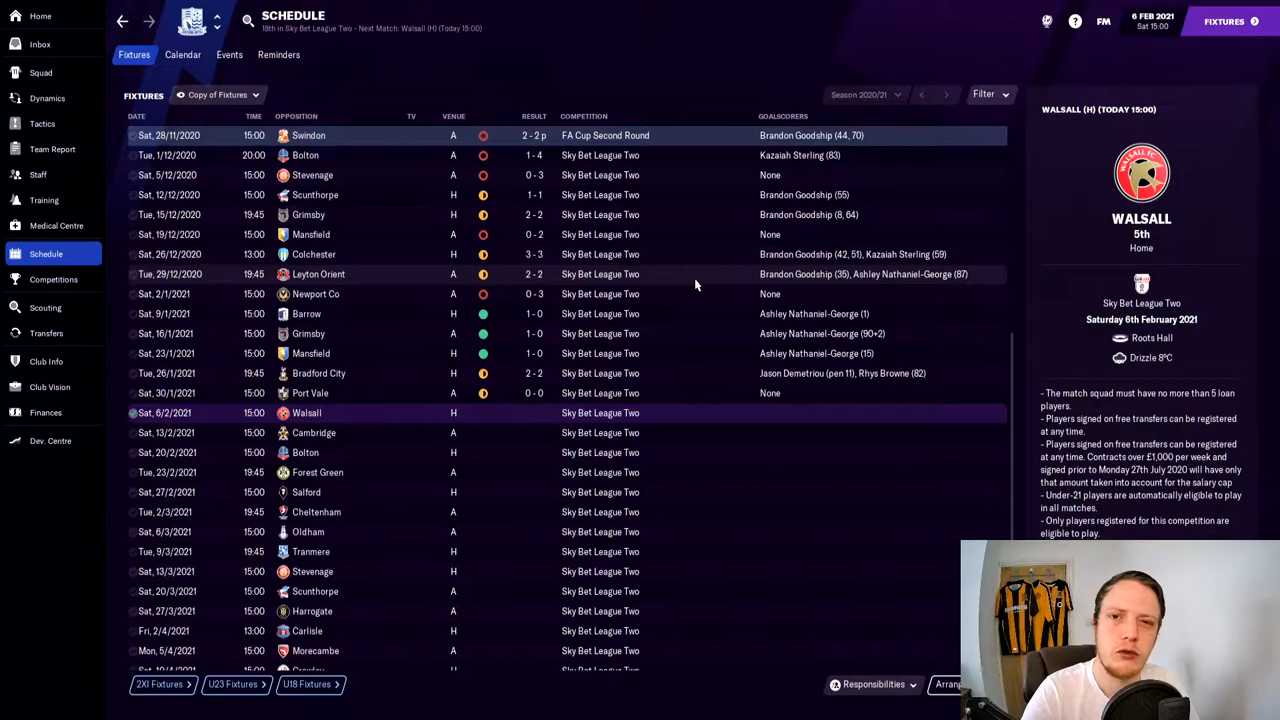 Home
SCHEDULE
18th in Sky Bet League Two - Next Match: Walsall (H) (Today 15:00)
? FM
6 FEB 2021
Sat 15:00
FIXTURES
Inbox
Squad
Dynamics
Tactics
Team Report
Staff
Training
Medical Centre
Schedule
Competitions
Scouting
Transfers
Club Info
Club Vision
Finances
Dev. Centre
Fixtures Calendar Events Reminders
FIXTURES Copy of Fixtures Season 2020/21 Filter
DATE TIME OPPOSITION TV VENUE RESULT COMPETITION GOALSCORERS
Sat, 28/11/2020 15:00 Swindon A 2 - 2 p FA Cup Second Round Brandon Goodship (44, 70)
Tue, 1/12/2020 20:00 Bolton A 1 - 4 Sky Bet League Two Kazaiah Sterling (83)
Sat, 5/12/2020 15:00 Stevenage A 0 - 3 Sky Bet League Two None
Sat, 12/12/2020 15:00 Scunthorpe H 1 - 1 Sky Bet League Two Brandon Goodship (55)
Tue, 15/12/2020 19:45 Grimsby H 2 - 2 Sky Bet League Two Brandon Goodship (8, 64)
Sat, 19/12/2020 15:00 Mansfield A 0 - 2 Sky Bet League Two None
Sat, 26/12/2020 13:00 Colchester H 3 - 3 Sky Bet League Two Brandon Goodship (42, 51), Kazaiah Sterling (59)
Tue, 29/12/2020 19:45 Leyton Orient A 2 - 2 Sky Bet League Two Brandon Goodship (35), Ashley Nathaniel-George (87)
Sat, 2/1/2021 15:00 Newport Co A 0 - 3 Sky Bet League Two None
Sat, 9/1/2021 15:00 Barrow H 1 - 0 Sky Bet League Two Ashley Nathaniel-George (1)
Sat, 16/1/2021 15:00 Grimsby A 1 - 0 Sky Bet League Two Ashley Nathaniel-George (90+2)
Sat, 23/1/2021 15:00 Mansfield H 1 - 0 Sky Bet League Two Ashley Nathaniel-George (15)
Tue, 26/1/2021 19:45 Bradford City H 2 - 2 Sky Bet League Two Jason Demetriou (pen 11), Rhys Browne (82)
Sat, 30/1/2021 15:00 Port Vale A 0 - 0 Sky Bet League Two None
Sat, 6/2/2021 15:00 Walsall H Sky Bet League Two
Sat, 13/2/2021 15:00 Cambridge A Sky Bet League Two
Sat, 20/2/2021 15:00 Bolton H Sky Bet League Two
Tue, 23/2/2021 19:45 Forest Green A Sky Bet League Two
Sat, 27/2/2021 15:00 Salford H Sky Bet League Two
Tue, 2/3/2021 19:45 Cheltenham A Sky Bet League Two
Sat, 6/3/2021 15:00 Oldham A Sky Bet League Two
Tue, 9/3/2021 19:45 Tranmere H Sky Bet League Two
Sat, 13/3/2021 15:00 Stevenage H Sky Bet League Two
Sat, 20/3/2021 15:00 Scunthorpe A Sky Bet League Two
Sat, 27/3/2021 15:00 Harrogate A Sky Bet League Two
Fri, 2/4/2021 13:00 Carlisle H Sky Bet League Two
Mon, 5/4/2021 15:00 Morecambe A Sky Bet League Two
2XI Fixtures U23 Fixtures U18 Fixtures Responsibilities
WALSALL (H) (TODAY 15:00)
WALSALL FC
WALSALL
5th
Home
Sky Bet League Two
Saturday 6th February 2021
Roots Hall
Drizzle 8°C
- The match squad must have no more than 5 loan
players.
- Players signed on free transfers can be registered
at any time.
- Players signed on free transfers can be registered
at any time. Contracts over £1,000 per week and
signed prior to Monday 27th July 2020 will have only
that amount taken into account for the salary cap
- Under-21 players are automatically eligible to play
in all matches.
- Only players registered for this competition are
eligible to play.